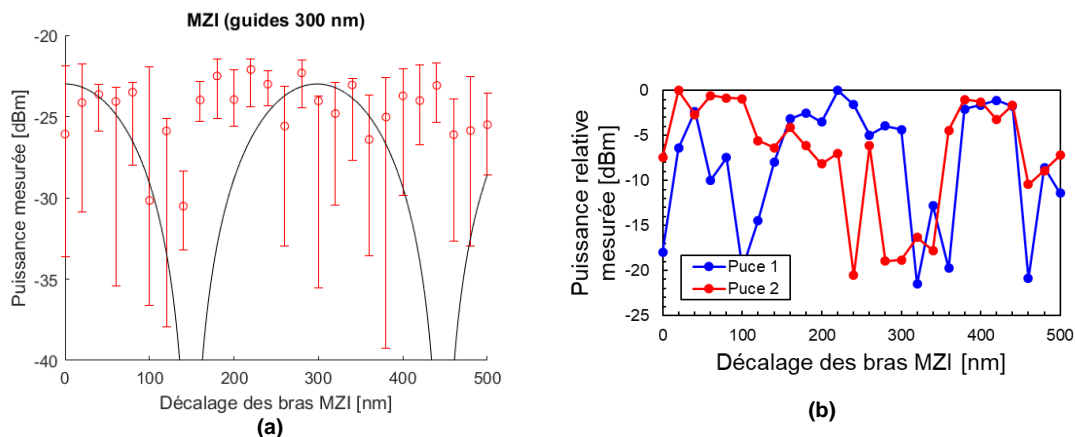 MZI (guides 300 nm)
Puissance mesurée [dBm]
-20
-25
-30
-35
-40
0
100
200
300
400
500
Décalage des bras MZI [nm]
(a)
Puissance relative
mesurée [dBm]
0
-5
-10
-15
-20
-25
Puce 1
Puce 2
0
100
200
300
400
500
Décalage des bras MZI [nm]
(b)